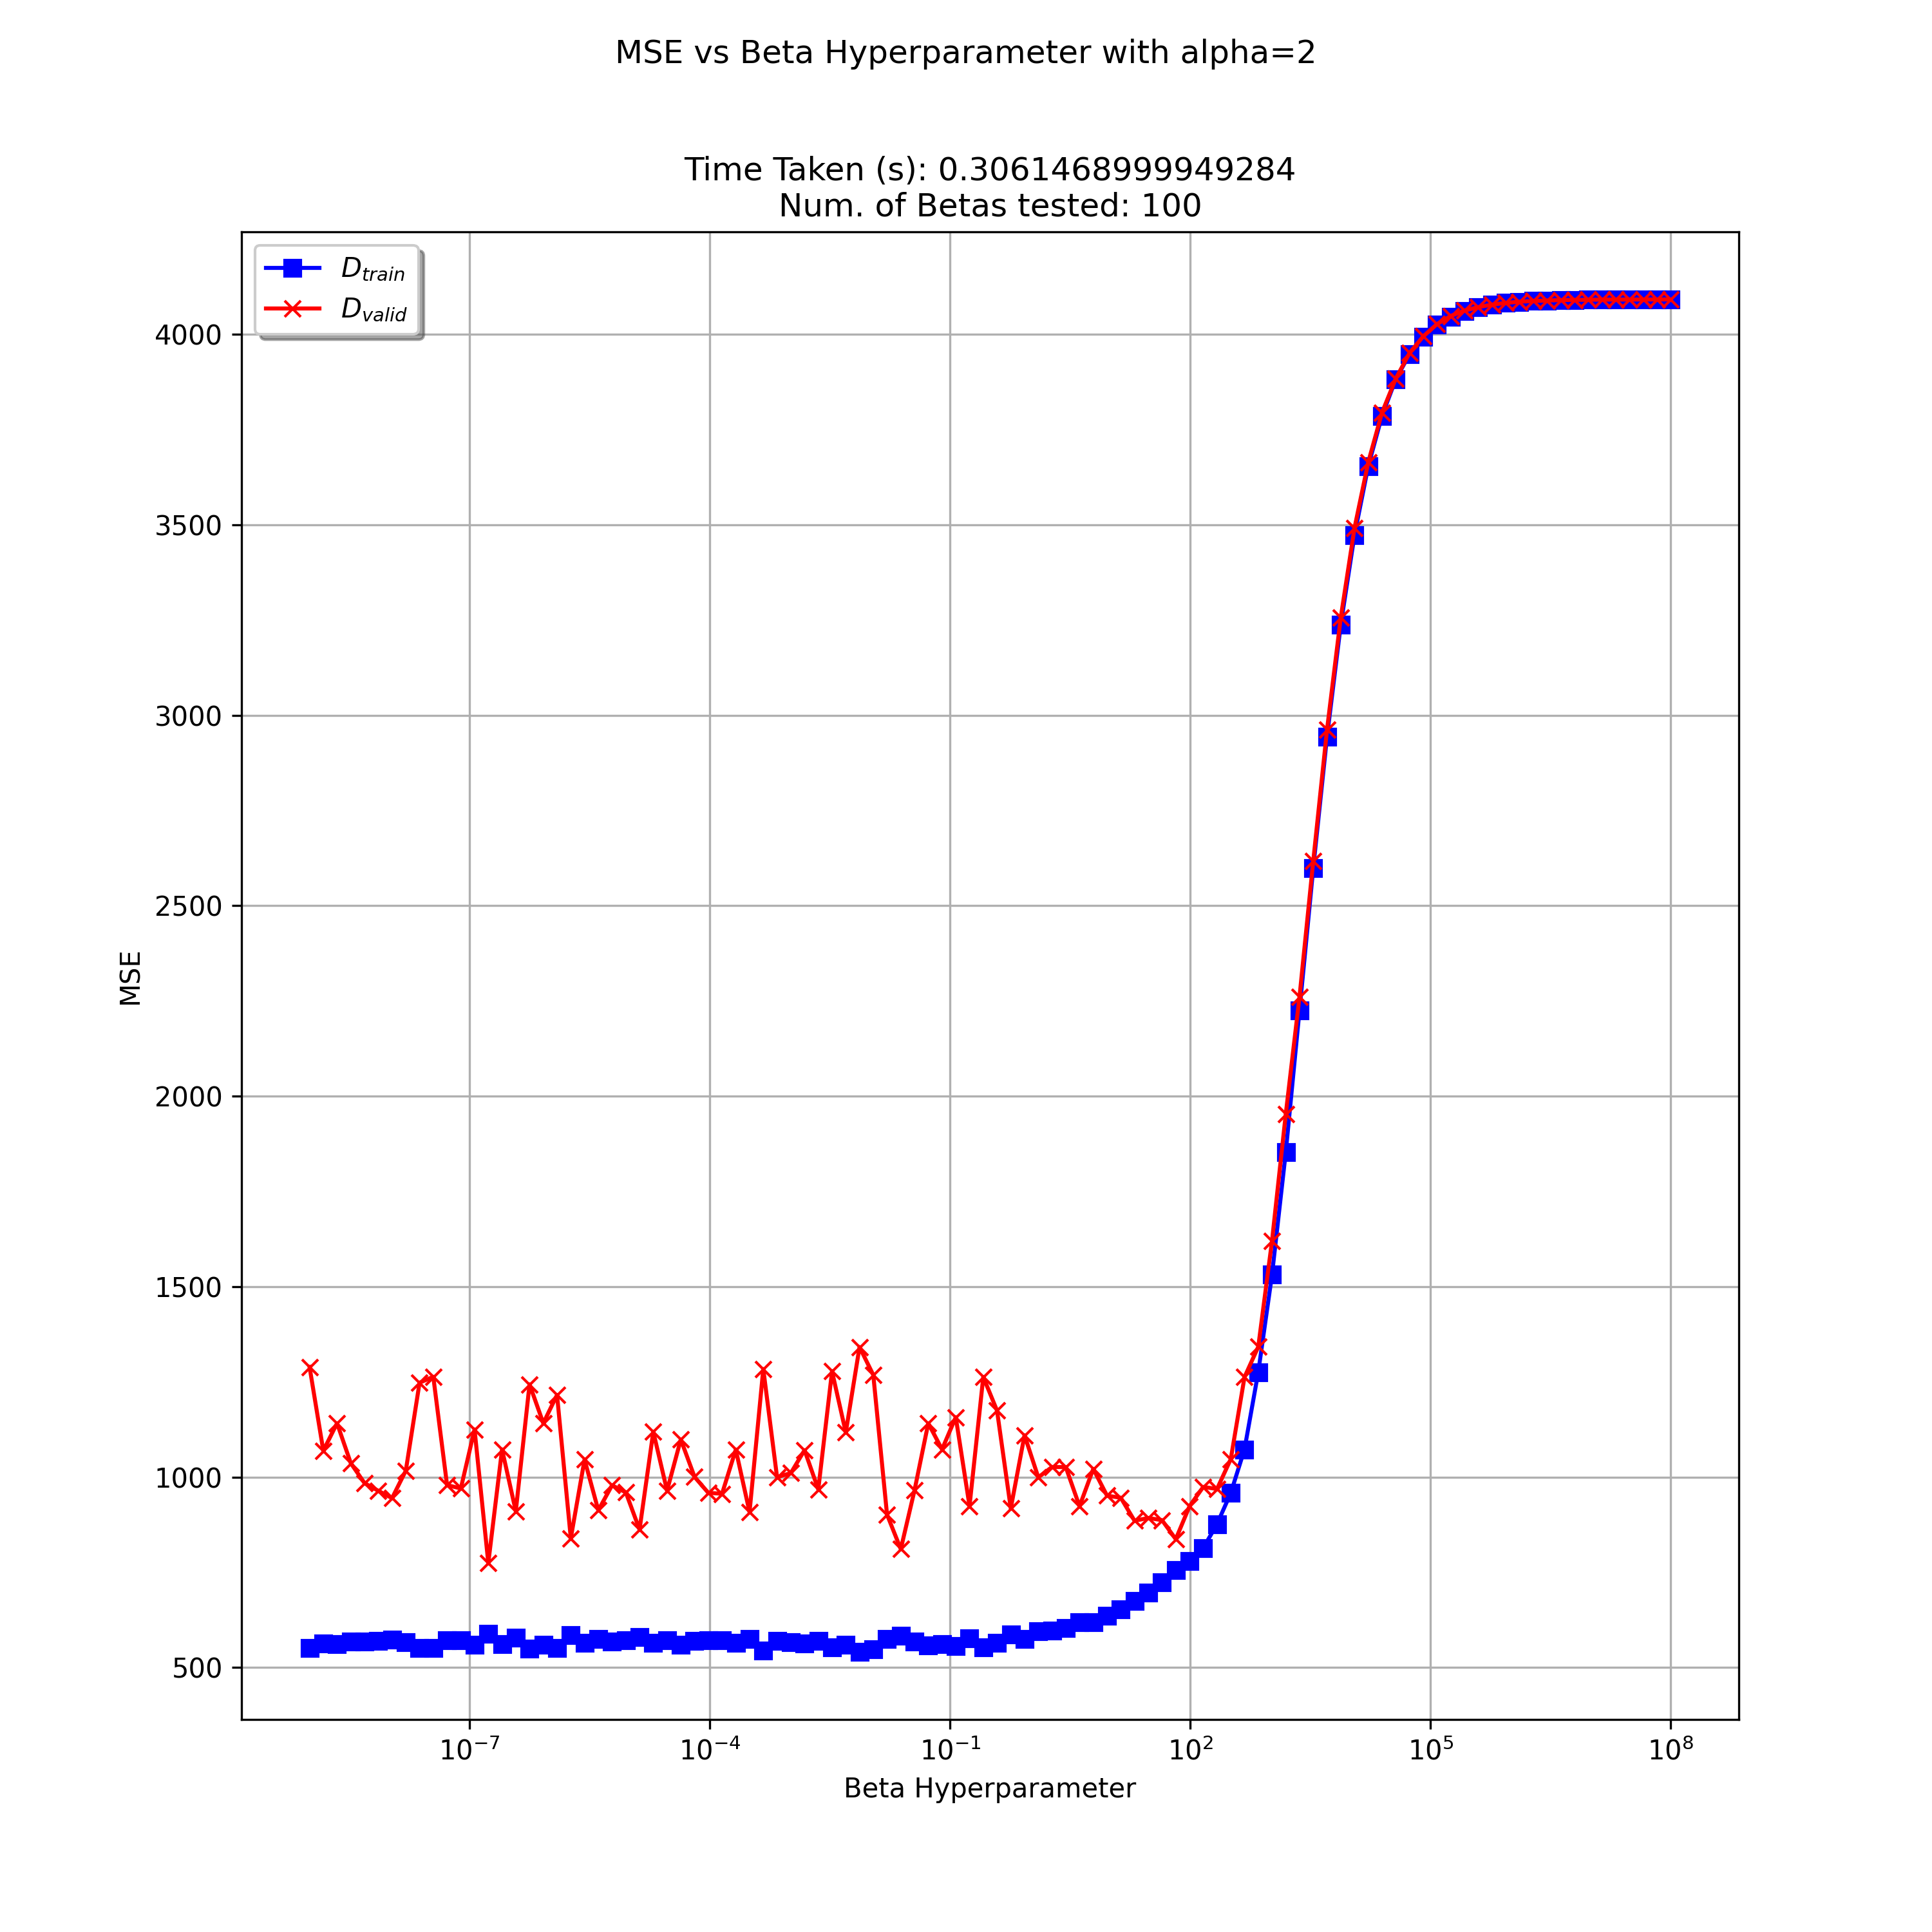 MSE vs Beta Hyperparameter with alpha=2
Time Taken (s): 0.3061468999949284
Num. of Betas tested: 100
D_train
D_valid
4000
3500
3000
2500
2000
1500
1000
500
MSE
10^-7 10^-4 10^-1 10^2 10^5 10^8
Beta Hyperparameter